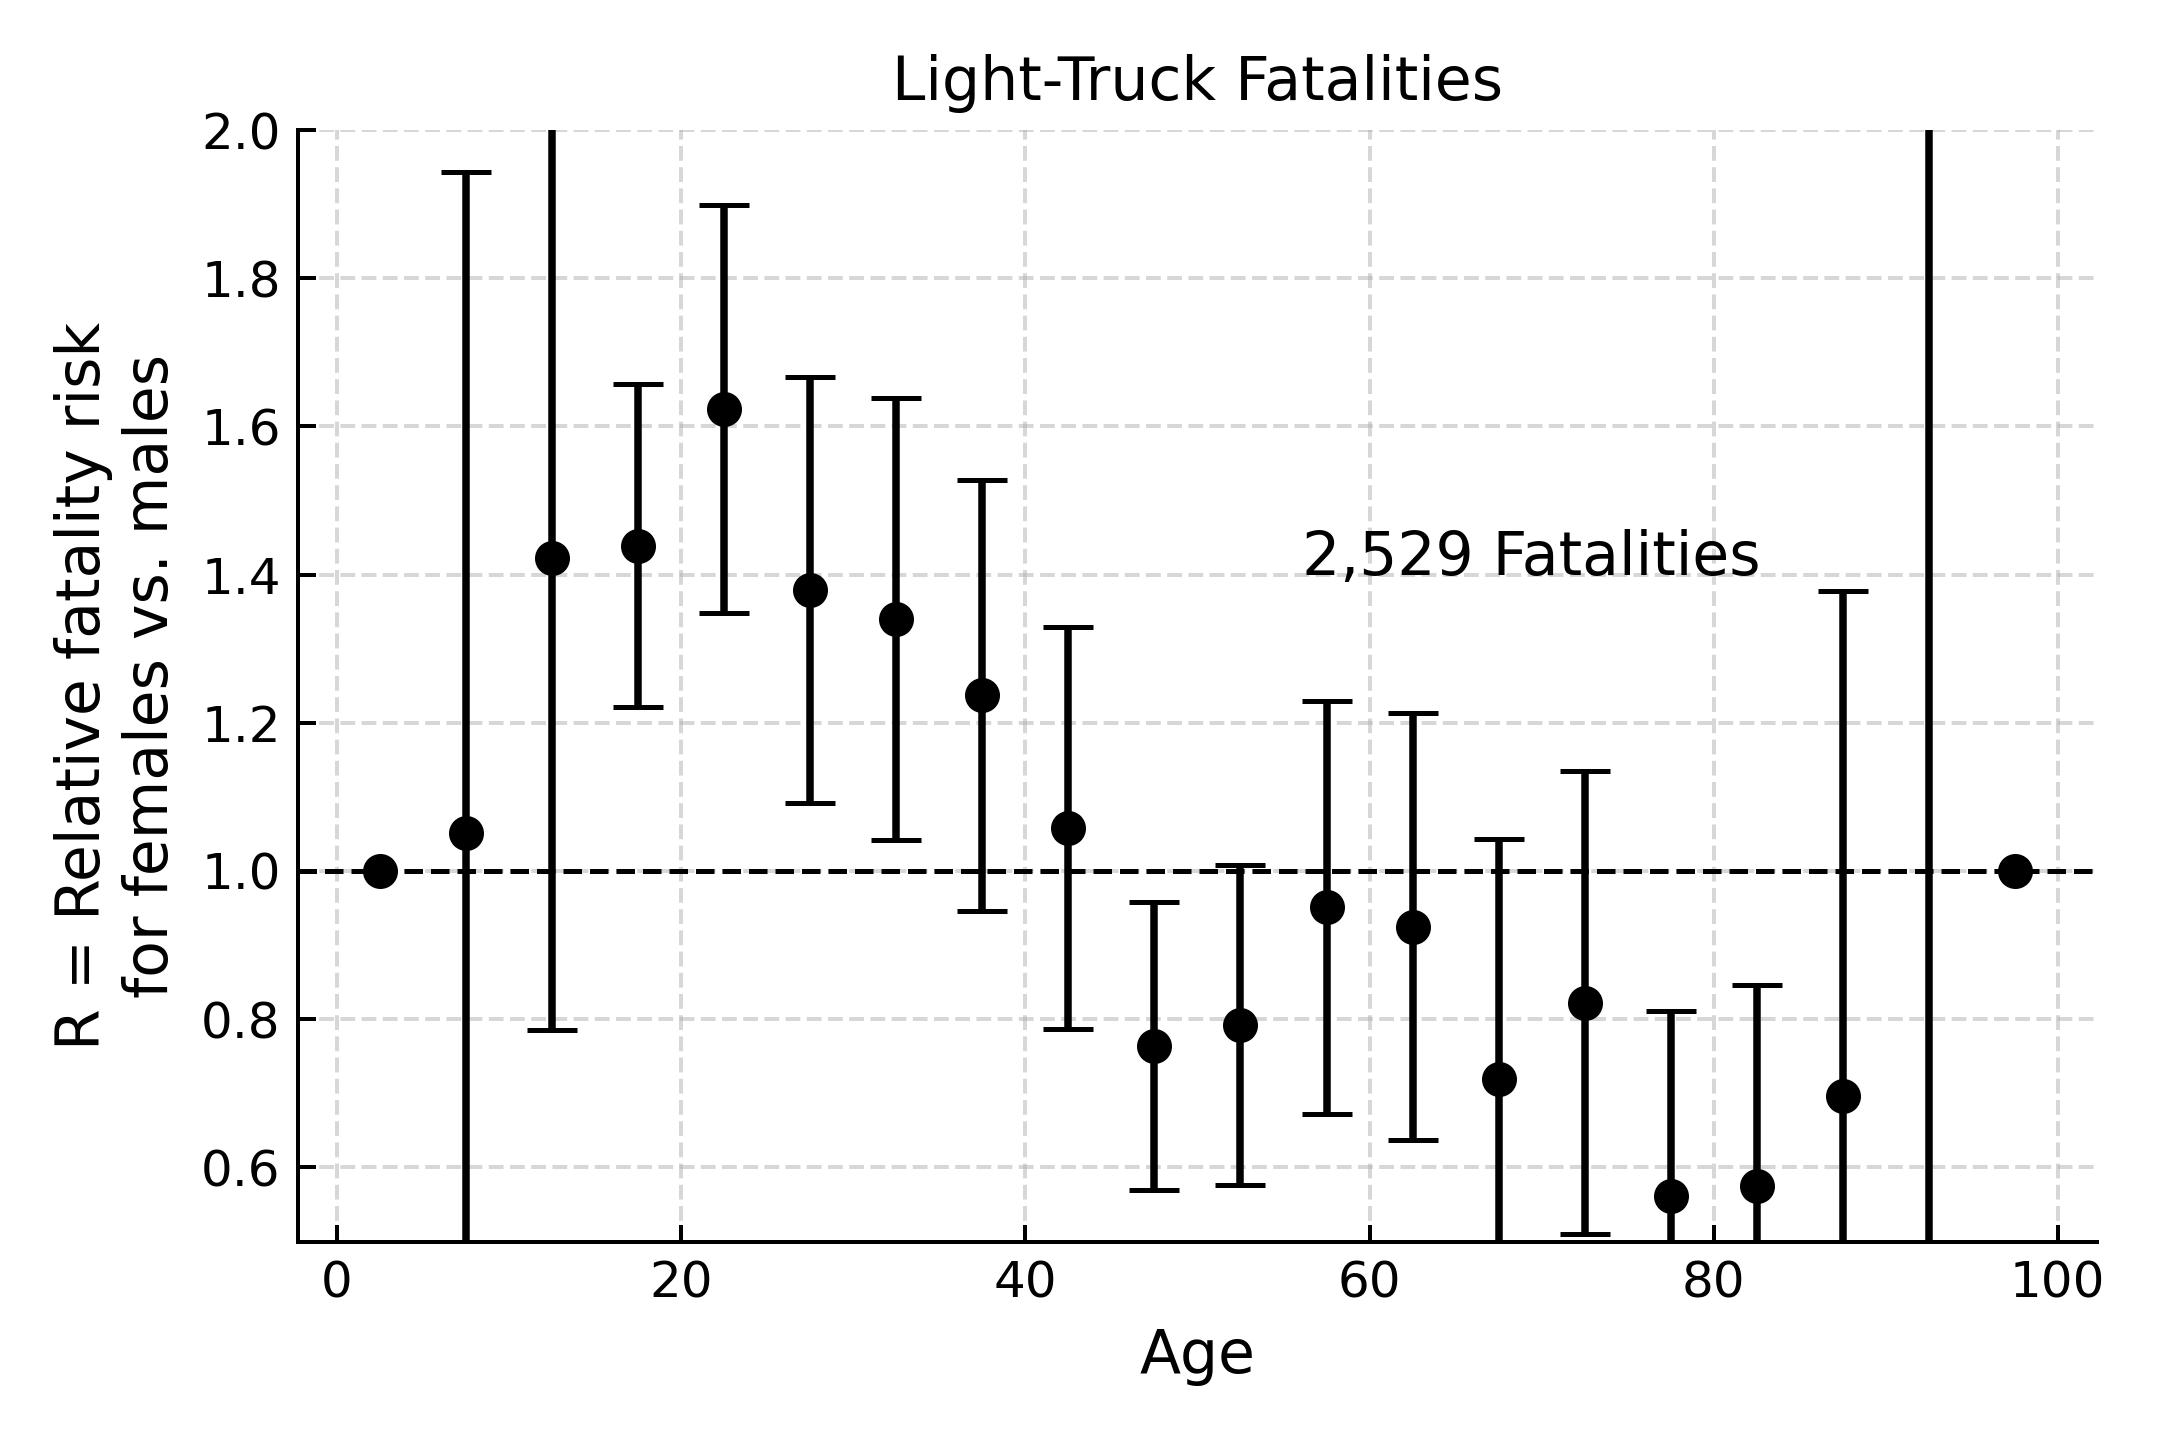 Light-Truck Fatalities
R = Relative fatality risk
for females vs. males
2.0
1.8
1.6
1.4
1.2
1.0
0.8
0.6
2,529 Fatalities
0 20 40 60 80 100
Age